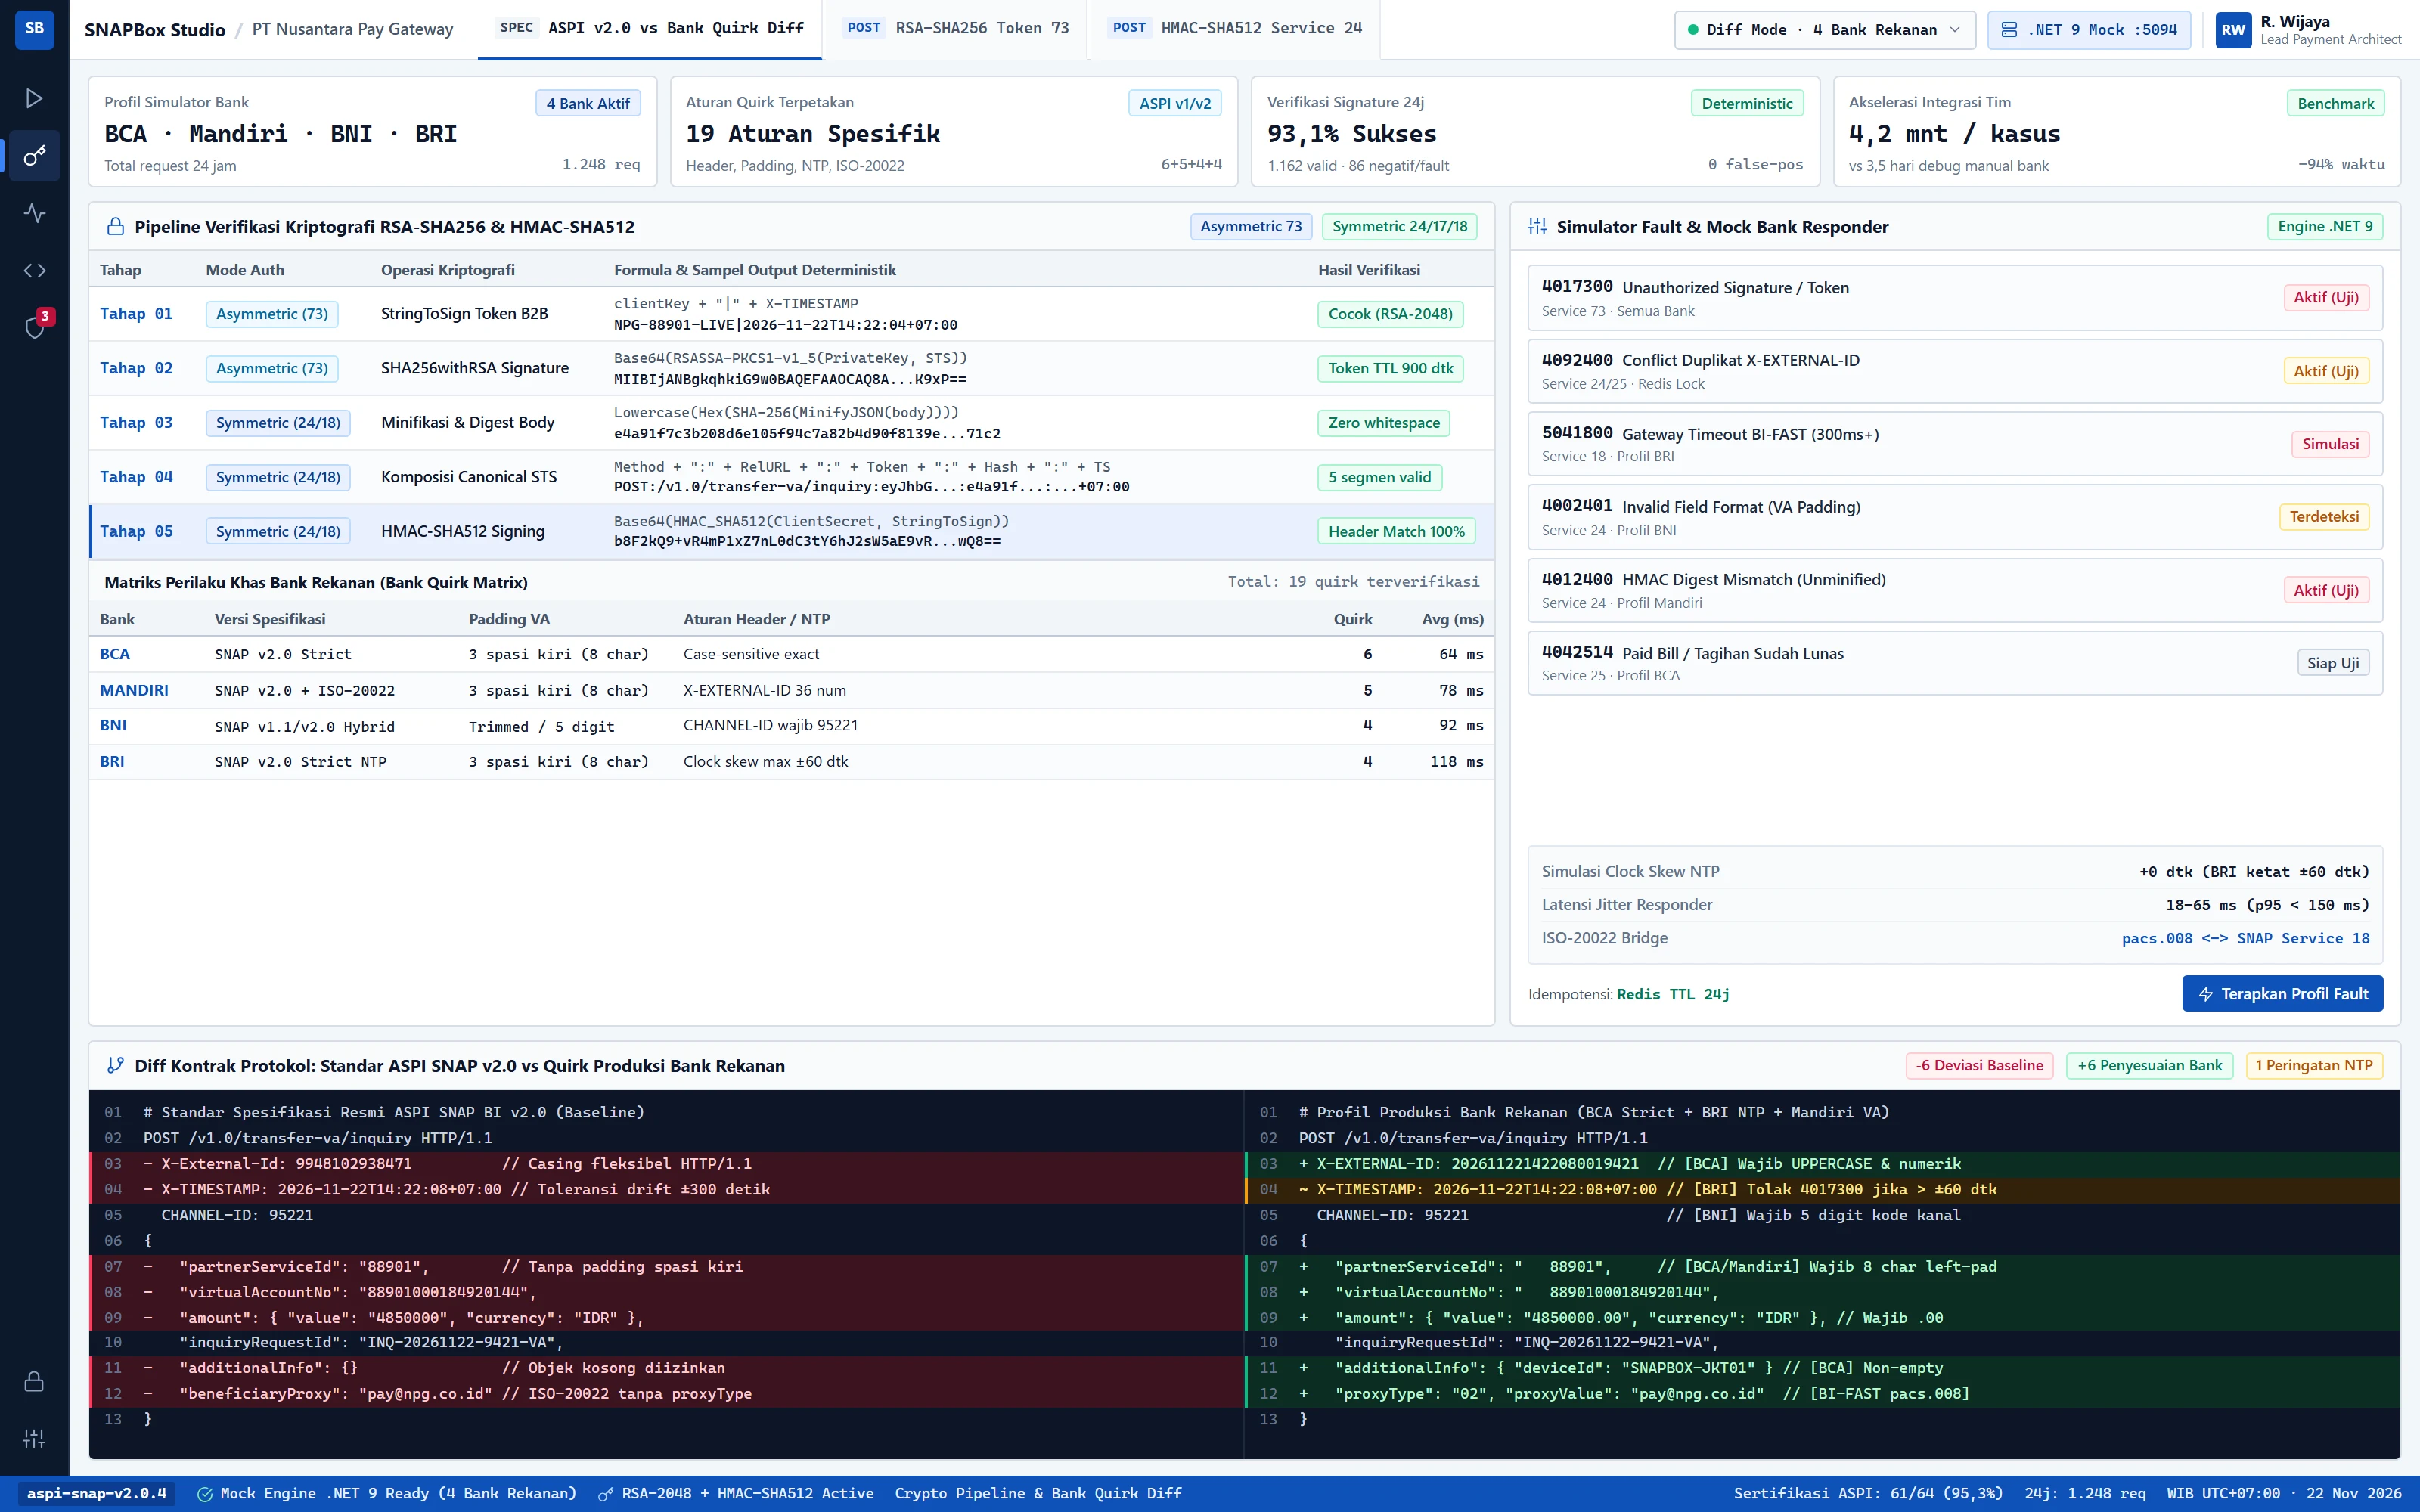 SB
SNAPBox Studio / PT Nusantara Pay Gateway
SPEC ASPI v2.0 vs Bank Quirk Diff
POST RSA-SHA256 Token 73
POST HMAC-SHA512 Service 24
Diff Mode · 4 Bank Rekanan
.NET 9 Mock :5094
RW
R. Wijaya
Lead Payment Architect
3
Profil Simulator Bank
4 Bank Aktif
BCA · Mandiri · BNI · BRI
Total request 24 jam
1.248 req
Aturan Quirk Terpetakan
ASPI v1/v2
19 Aturan Spesifik
Header, Padding, NTP, ISO-20022
6+5+4+4
Verifikasi Signature 24j
Deterministic
93,1% Sukses
1.162 valid · 86 negatif/fault
0 false-pos
Akselerasi Integrasi Tim
Benchmark
4,2 mnt / kasus
vs 3,5 hari debug manual bank
-94% waktu
Pipeline Verifikasi Kriptografi RSA-SHA256 & HMAC-SHA512
Asymmetric 73
Symmetric 24/17/18
Tahap Mode Auth Operasi Kriptografi Formula & Sampel Output Deterministik Hasil Verifikasi
Tahap 01 Asymmetric (73) StringToSign Token B2B
clientKey + "|" + X-TIMESTAMP
NPG-88901-LIVE|2026-11-22T14:22:04+07:00
Cocok (RSA-2048)
Tahap 02 Asymmetric (73) SHA256withRSA Signature
Base64(RSASSA-PKCS1-v1_5(PrivateKey, STS))
MIIBIjANBgkqhkiG9w0BAQEFAAOCAQ8A...K9xP==
Token TTL 900 dtk
Tahap 03 Symmetric (24/18) Minifikasi & Digest Body
Lowercase(Hex(SHA-256(MinifyJSON(body))))
e4a91f7c3b208d6e105f94c7a82b4d90f8139e...71c2
Zero whitespace
Tahap 04 Symmetric (24/18) Komposisi Canonical STS
Method + ":" + RelURL + ":" + Token + ":" + Hash + ":" + TS
POST:/v1.0/transfer-va/inquiry:eyJhbG...:e4a91f...:...+07:00
5 segmen valid
Tahap 05 Symmetric (24/18) HMAC-SHA512 Signing
Base64(HMAC_SHA512(ClientSecret, StringToSign))
b8F2kQ9+vR4mP1xZ7nL0dC3tY6hJ2sW5aE9vR...wQ8==
Header Match 100%
Matriks Perilaku Khas Bank Rekanan (Bank Quirk Matrix)
Total: 19 quirk terverifikasi
Bank Versi Spesifikasi Padding VA Aturan Header / NTP Quirk Avg (ms)
BCA SNAP v2.0 Strict 3 spasi kiri (8 char) Case-sensitive exact 6 64 ms
MANDIRI SNAP v2.0 + ISO-20022 3 spasi kiri (8 char) X-EXTERNAL-ID 36 num 5 78 ms
BNI SNAP v1.1/v2.0 Hybrid Trimmed / 5 digit CHANNEL-ID wajib 95221 4 92 ms
BRI SNAP v2.0 Strict NTP 3 spasi kiri (8 char) Clock skew max ±60 dtk 4 118 ms
Simulator Fault & Mock Bank Responder
Engine .NET 9
4017300 Unauthorized Signature / Token
Service 73 · Semua Bank
Aktif (Uji)
4092400 Conflict Duplikat X-EXTERNAL-ID
Service 24/25 · Redis Lock
Aktif (Uji)
5041800 Gateway Timeout BI-FAST (300ms+)
Service 18 · Profil BRI
Simulasi
4002401 Invalid Field Format (VA Padding)
Service 24 · Profil BNI
Terdeteksi
4012400 HMAC Digest Mismatch (Unminified)
Service 24 · Profil Mandiri
Aktif (Uji)
4042514 Paid Bill / Tagihan Sudah Lunas
Service 25 · Profil BCA
Siap Uji
Simulasi Clock Skew NTP +0 dtk (BRI ketat ±60 dtk)
Latensi Jitter Responder 18-65 ms (p95 < 150 ms)
ISO-20022 Bridge pacs.008 <-> SNAP Service 18
Idempotensi: Redis TTL 24j
Terapkan Profil Fault
Diff Kontrak Protokol: Standar ASPI SNAP v2.0 vs Quirk Produksi Bank Rekanan
-6 Deviasi Baseline
+6 Penyesuaian Bank
1 Peringatan NTP
01 # Standar Spesifikasi Resmi ASPI SNAP BI v2.0 (Baseline)
02 POST /v1.0/transfer-va/inquiry HTTP/1.1
03 - X-External-Id: 9948102938471 // Casing fleksibel HTTP/1.1
04 - X-TIMESTAMP: 2026-11-22T14:22:08+07:00 // Toleransi drift ±300 detik
05 CHANNEL-ID: 95221
06 {
07 - "partnerServiceId": "88901", // Tanpa padding spasi kiri
08 - "virtualAccountNo": "88901000184920144",
09 - "amount": { "value": "4850000", "currency": "IDR" },
10 "inquiryRequestId": "INQ-20261122-9421-VA",
11 - "additionalInfo": {} // Objek kosong diizinkan
12 - "beneficiaryProxy": "pay@npg.co.id" // ISO-20022 tanpa proxyType
13 }
01 # Profil Produksi Bank Rekanan (BCA Strict + BRI NTP + Mandiri VA)
02 POST /v1.0/transfer-va/inquiry HTTP/1.1
03 + X-EXTERNAL-ID: 202611221422080019421 // [BCA] Wajib UPPERCASE & numerik
04 ~ X-TIMESTAMP: 2026-11-22T14:22:08+07:00 // [BRI] Tolak 4017300 jika > ±60 dtk
05 CHANNEL-ID: 95221 // [BNI] Wajib 5 digit kode kanal
06 {
07 + "partnerServiceId": "   88901", // [BCA/Mandiri] Wajib 8 char left-pad
08 + "virtualAccountNo": "   88901000184920144",
09 + "amount": { "value": "4850000.00", "currency": "IDR" }, // Wajib .00
10 "inquiryRequestId": "INQ-20261122-9421-VA",
11 + "additionalInfo": { "deviceId": "SNAPBOX-JKT01" } // [BCA] Non-empty
12 + "proxyType": "02", "proxyValue": "pay@npg.co.id" // [BI-FAST pacs.008]
13 }
aspi-snap-v2.0.4 Mock Engine .NET 9 Ready (4 Bank Rekanan) RSA-2048 + HMAC-SHA512 Active Crypto Pipeline & Bank Quirk Diff Sertifikasi ASPI: 61/64 (95,3%) 24j: 1.248 req WIB UTC+07:00 · 22 Nov 2026